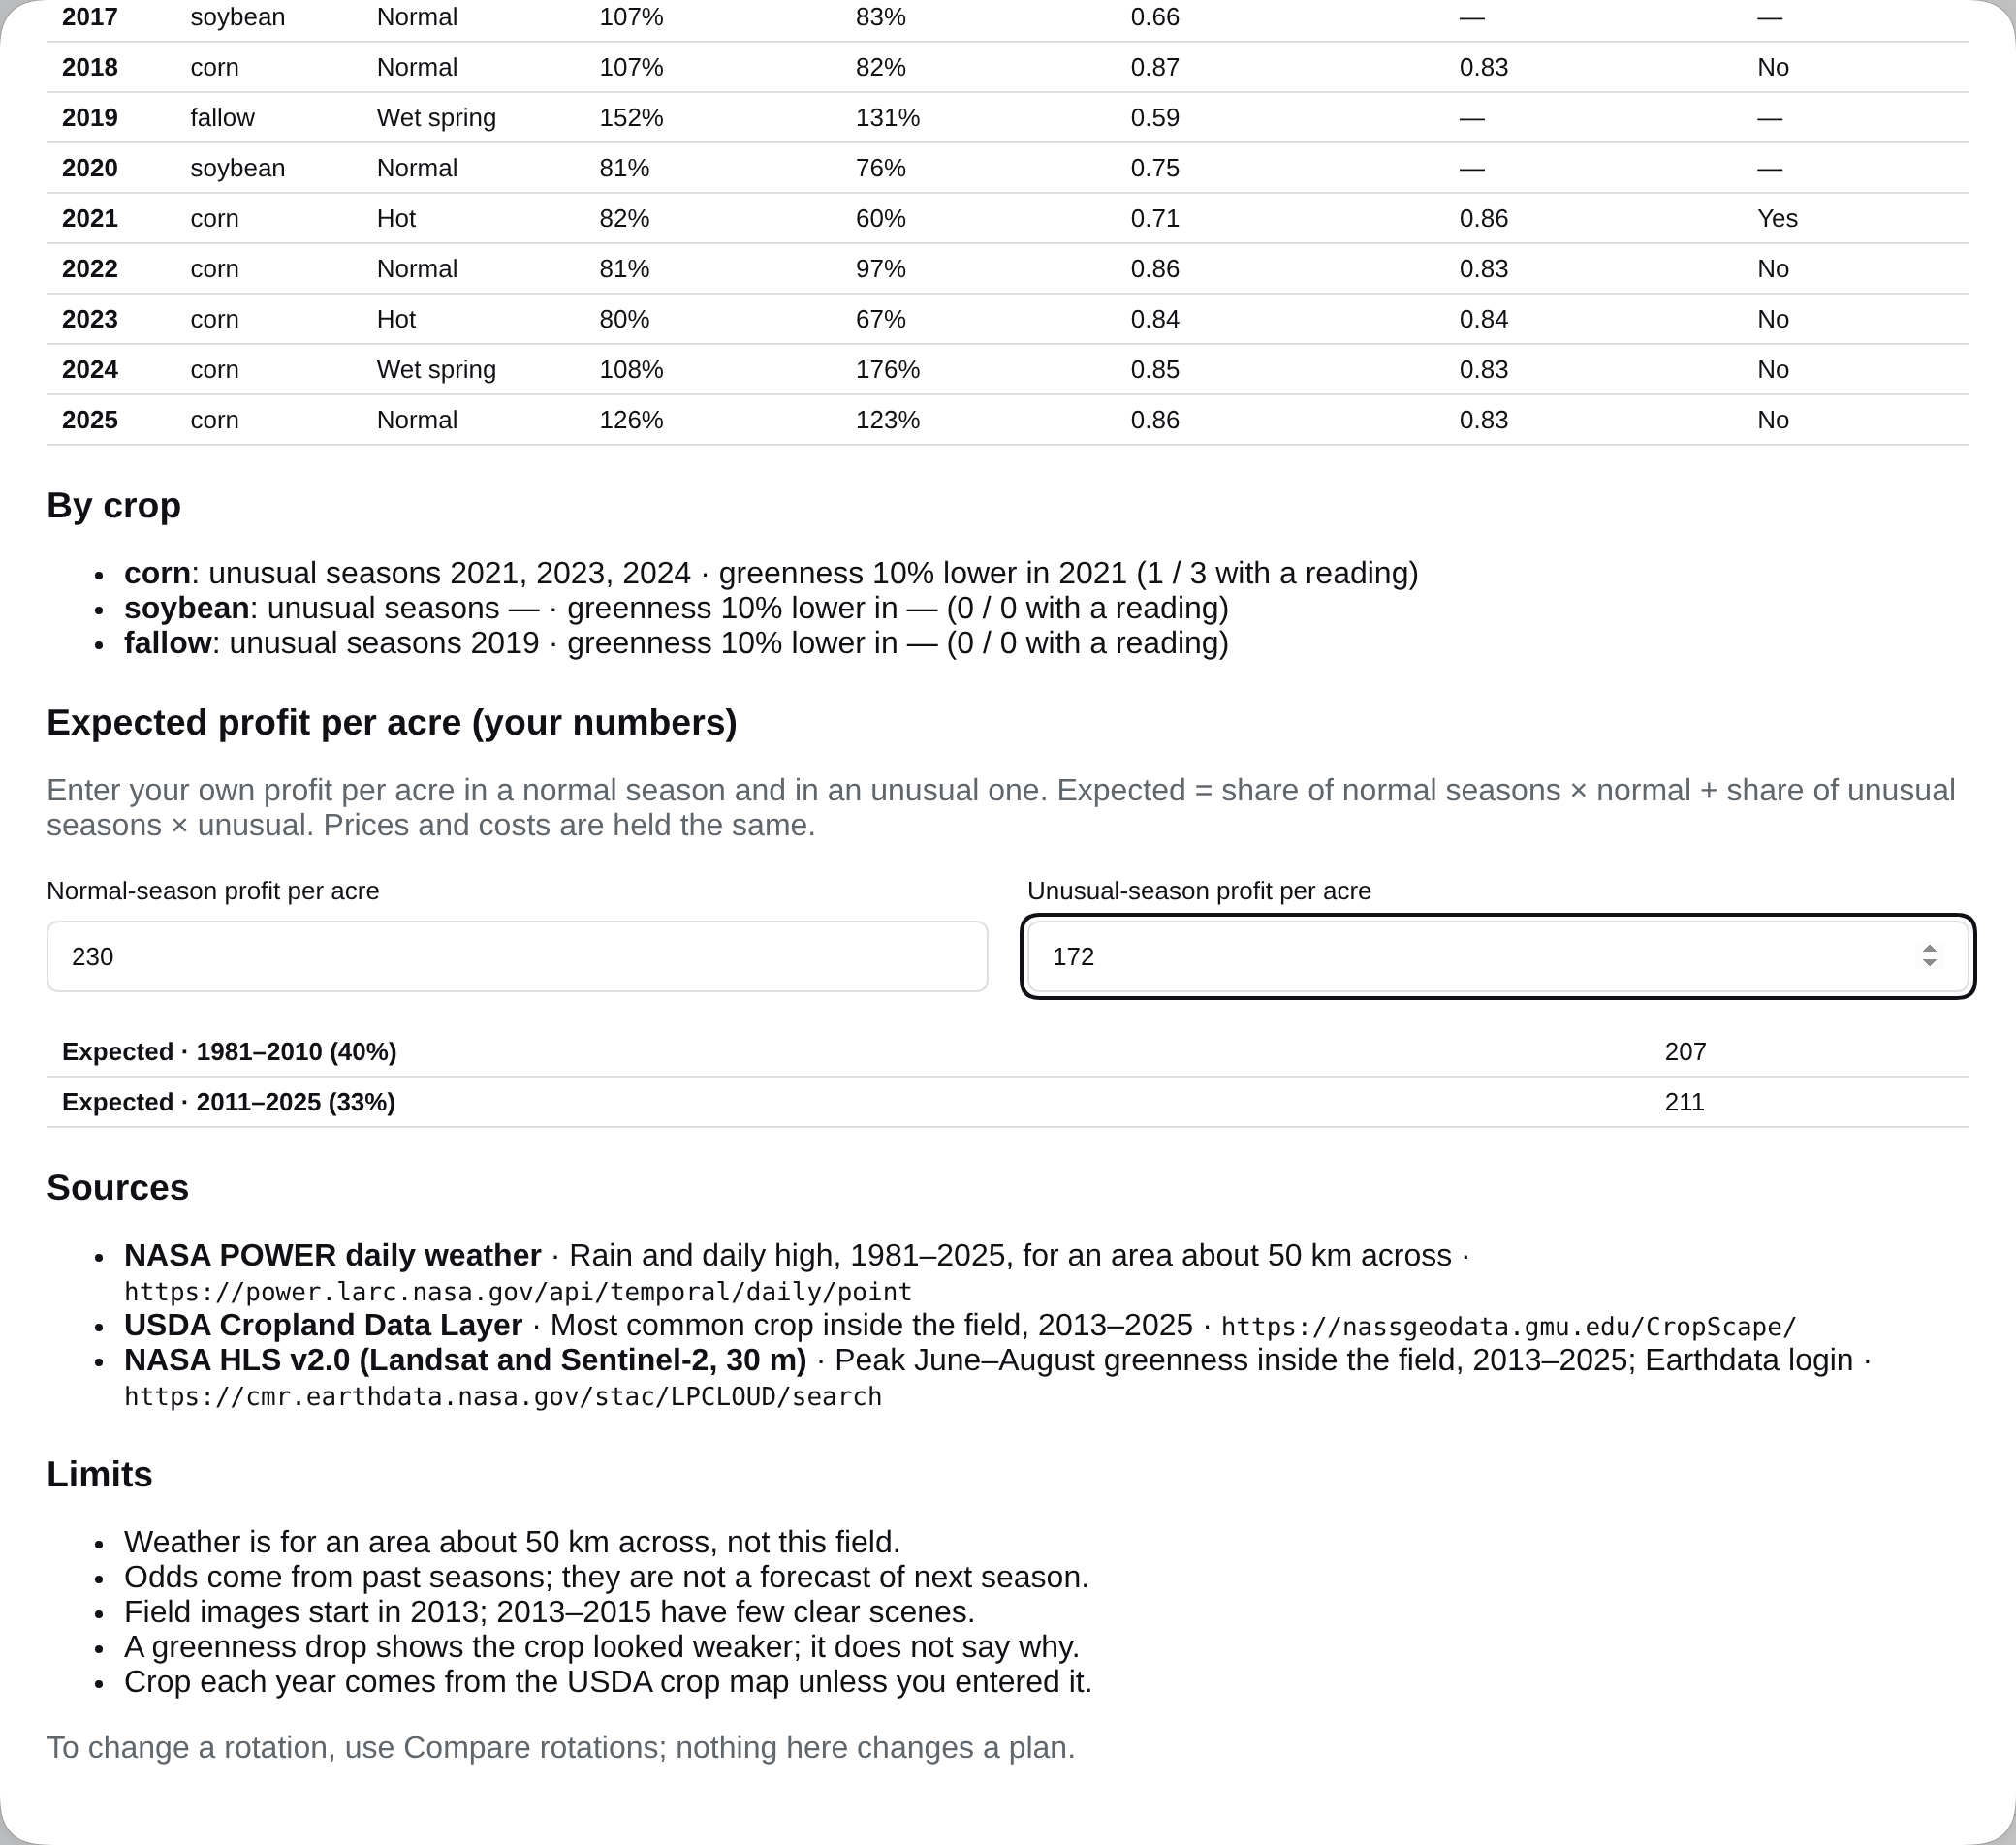 2017 soybean Normal 107% 83% 0.66 — —
2018 corn Normal 107% 82% 0.87 0.83 No
2019 fallow Wet spring 152% 131% 0.59 — —
2020 soybean Normal 81% 76% 0.75 — —
2021 corn Hot 82% 60% 0.71 0.86 Yes
2022 corn Normal 81% 97% 0.86 0.83 No
2023 corn Hot 80% 67% 0.84 0.84 No
2024 corn Wet spring 108% 176% 0.85 0.83 No
2025 corn Normal 126% 123% 0.86 0.83 No
By crop
• corn: unusual seasons 2021, 2023, 2024 · greenness 10% lower in 2021 (1 / 3 with a reading)
• soybean: unusual seasons — · greenness 10% lower in — (0 / 0 with a reading)
• fallow: unusual seasons 2019 · greenness 10% lower in — (0 / 0 with a reading)
Expected profit per acre (your numbers)
Enter your own profit per acre in a normal season and in an unusual one. Expected = share of normal seasons × normal + share of unusual
seasons × unusual. Prices and costs are held the same.
Normal-season profit per acre Unusual-season profit per acre
230 172
Expected · 1981–2010 (40%) 207
Expected · 2011–2025 (33%) 211
Sources
• NASA POWER daily weather · Rain and daily high, 1981–2025, for an area about 50 km across ·
https://power.larc.nasa.gov/api/temporal/daily/point
• USDA Cropland Data Layer · Most common crop inside the field, 2013–2025 · https://nassgeodata.gmu.edu/CropScape/
• NASA HLS v2.0 (Landsat and Sentinel-2, 30 m) · Peak June–August greenness inside the field, 2013–2025; Earthdata login ·
https://cmr.earthdata.nasa.gov/stac/LPCLOUD/search
Limits
• Weather is for an area about 50 km across, not this field.
• Odds come from past seasons; they are not a forecast of next season.
• Field images start in 2013; 2013–2015 have few clear scenes.
• A greenness drop shows the crop looked weaker; it does not say why.
• Crop each year comes from the USDA crop map unless you entered it.
To change a rotation, use Compare rotations; nothing here changes a plan.